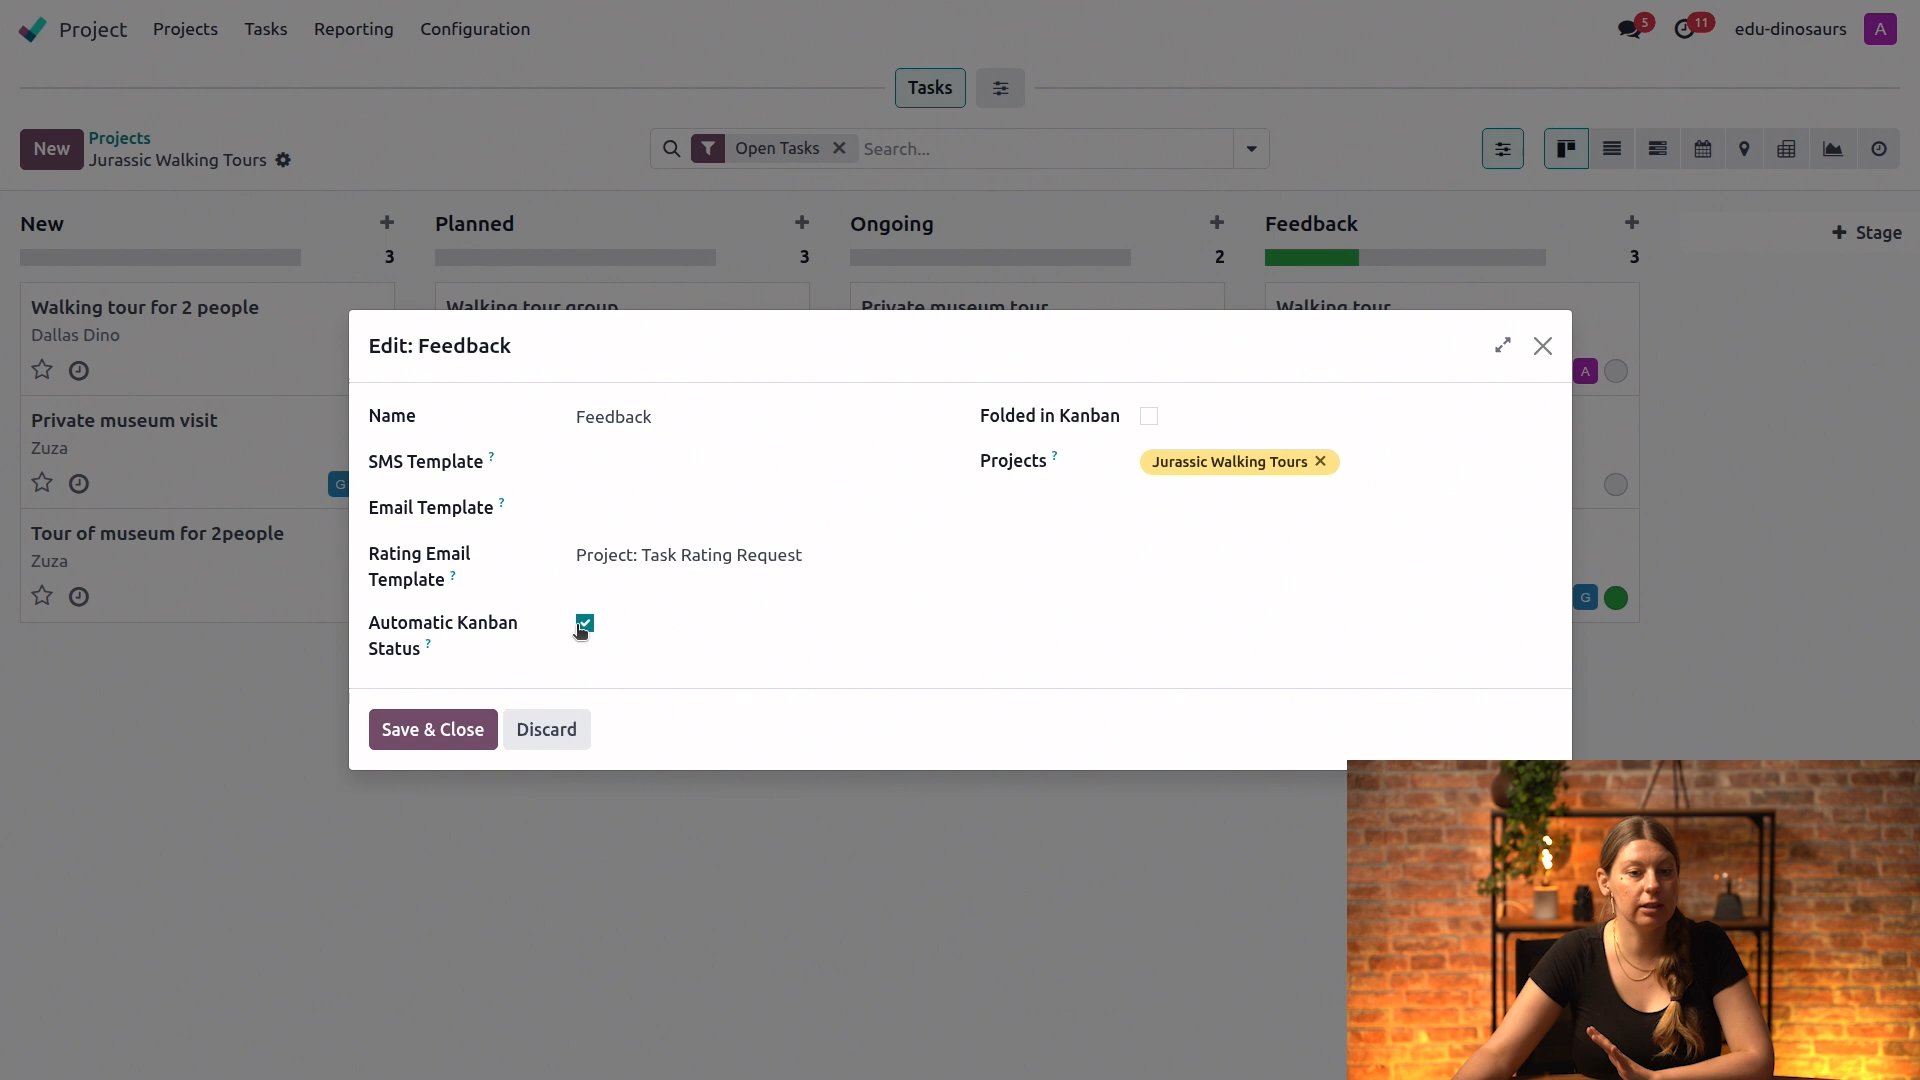 Project Projects Tasks Reporting Configuration 5 11 edu-dinosaurs A
Tasks
New Projects
Jurassic Walking Tours
Open Tasks Search...
New 3
Planned 3
Ongoing 2
Feedback 3
Stage
Walking tour for 2 people
Dallas Dino
Private museum visit
Zuza
G
Tour of museum for 2people
Zuza
Walking tour group
Private museum tour
Walking tour
A
G
Edit: Feedback
Name Feedback
SMS Template ?
Email Template ?
Rating Email
Template ?
Project: Task Rating Request
Automatic Kanban
Status ?
Folded in Kanban
Projects ? Jurassic Walking Tours
Save & Close Discard